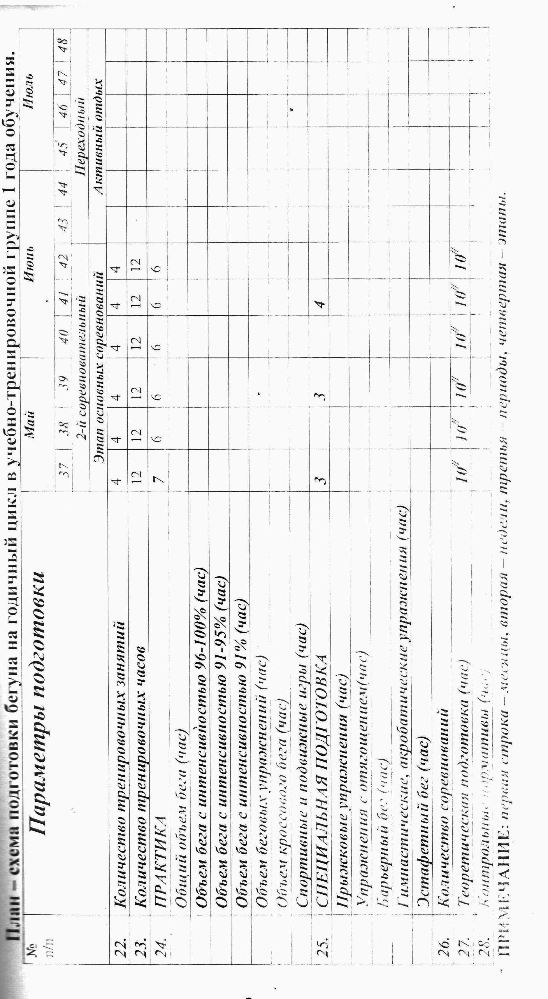 План – схема подготовки бегуна на годичный цикл в учебно-тренировочной группе 1 года обучения.
№ п/п Параметры подготовки Май Июнь Июль
37 38 39 40 41 42 43 44 45 46 47 48
2-й соревновательный Переходный
Этап основных соревнований Активный отдых
22. Количество тренировочных занятий 4 4 4 4 4 4
23. Количество тренировочных часов 12 12 12 12 12 12
24. ПРАКТИКА 7 6 6 6 6 6
Общий объем бега (час)
Объем бега с интенсивностью 96-100% (час)
Объем бега с интенсивностью 91-95% (час)
Объем бега с интенсивностью 91% (час)
Объем беговых упражнений (час)
Объем кроссового бега (час)
Спортивные и подвижные игры (час)
25. СПЕЦИАЛЬНАЯ ПОДГОТОВКА 3 3 4
Прыжковые упражнения (час)
Упражнения с отягощением(час)
Барьерный бег (час)
Гимнастические, акробатические упражнения (час)
Эстафетный бег (час)
26. Количество соревнований
27. Теоретическая подготовка (час) 10" 10" 10" 10" 10" 10"
28. Контрольные нормативы (час)
- ПРИМЕЧАНИЕ: первая строка – месяцы, вторая – недели, третья – периоды, четвертая – этапы.